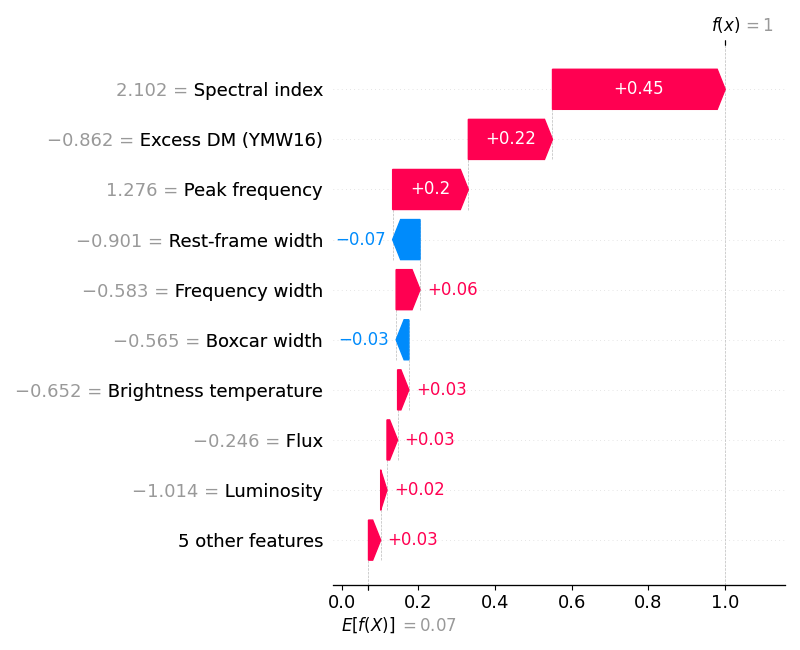 f(x) = 1
2.102 = Spectral index
+0.45
−0.862 = Excess DM (YMW16)
+0.22
1.276 = Peak frequency
+0.2
−0.901 = Rest-frame width
−0.07
−0.583 = Frequency width
+0.06
−0.565 = Boxcar width
−0.03
−0.652 = Brightness temperature
+0.03
−0.246 = Flux
+0.03
−1.014 = Luminosity
+0.02
5 other features
+0.03
0.0 0.2 0.4 0.6 0.8 1.0
E[f(X)] = 0.07